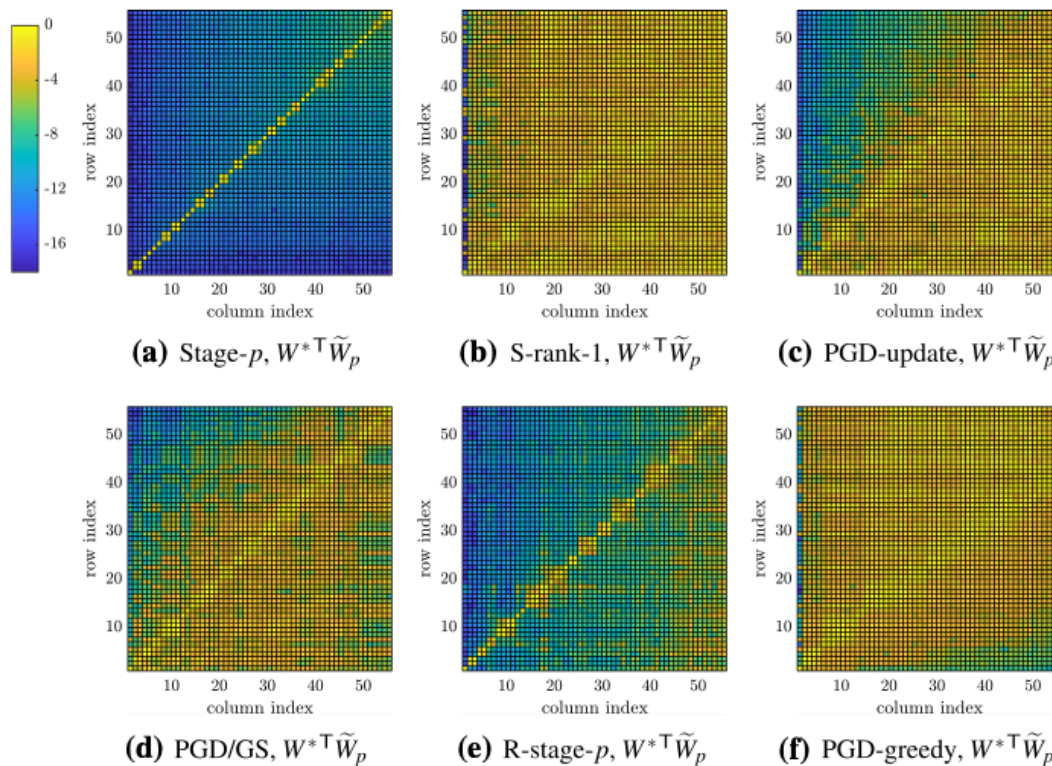 0
-4
-8
-12
-16
50
40
30
20
10
row index
10 20 30 40 50
column index
(a) Stage-p, W*ᵀW̃ₚ
50
40
30
20
10
row index
10 20 30 40 50
column index
(b) S-rank-1, W*ᵀW̃ₚ
50
40
30
20
10
row index
10 20 30 40 50
column index
(c) PGD-update, W*ᵀW̃ₚ
50
40
30
20
10
row index
10 20 30 40 50
column index
(d) PGD/GS, W*ᵀW̃ₚ
50
40
30
20
10
row index
10 20 30 40 50
column index
(e) R-stage-p, W*ᵀW̃ₚ
50
40
30
20
10
row index
10 20 30 40 50
column index
(f) PGD-greedy, W*ᵀW̃ₚ